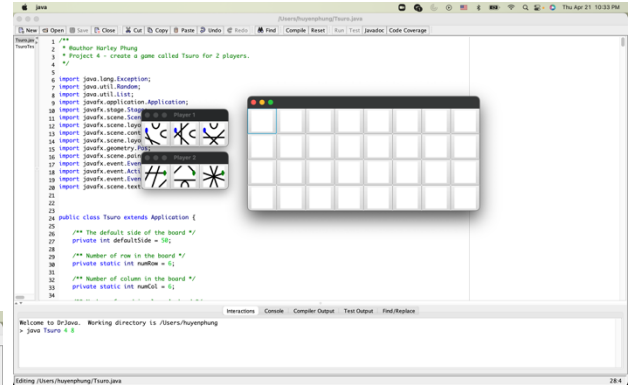 java
Thu Apr 21 10:33 PM
/Users/huyenphung/Tsuro.java
New Open Save Close Cut Copy Paste Undo Redo Find Compile Reset Run Test Javadoc Code Coverage
1 /**
2 * @author Harley Phung
3 * Project 4 - create a game called Tsuro for 2 players.
4 */
5
6 import java.lang.Exception;
7 import java.util.Random;
8 import java.util.List;
9 import javafx.application.Application;
10 import javafx.stage.Stage
11 import javafx.scene.Scen
12 import javafx.scene.layo
13 import javafx.scene.cont
14 import javafx.scene.layo
15 import javafx.geometry.Pos;
16 import javafx.scene.pain
17 import javafx.event.Even
18 import javafx.event.Acti
19 import javafx.event.Even
20 import javafx.scene.text
21
22
23
24 public class Tsuro extends Application {
25
26 /** The default side of the board */
27 private int defaultSide = 50;
28
29 /** Number of row in the board */
30 private static int numRow = 6;
31
32 /** Number of column in the board */
33 private static int numCol = 6;
34
Player 1
Player 2
Interactions Console Compiler Output Test Output Find/Replace
Welcome to DrJava. Working directory is /Users/huyenphung
> java Tsuro 4 8
Editing /Users/huyenphung/Tsuro.java
28:4